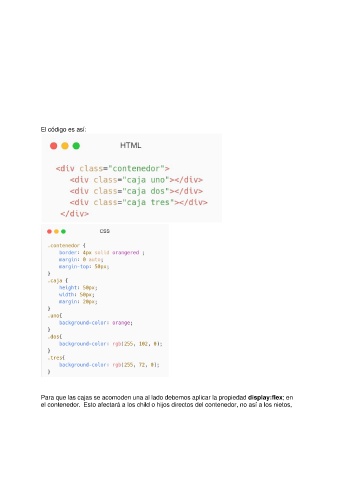 El código es así:
HTML
<div class="contenedor">
<div class="caja uno"></div>
<div class="caja dos"></div>
<div class="caja tres"></div>
</div>
CSS
.contenedor {
border: 4px solid orangered ;
margin: 0 auto;
margin-top: 50px;
}
.caja {
height: 50px;
width: 50px;
margin: 20px;
}
.uno{
background-color: orange;
}
.dos{
background-color: rgb(255, 102, 0);
}
.tres{
background-color: rgb(255, 72, 0);
}
Para que las cajas se acomoden una al lado debemos aplicar la propiedad display:flex; en
el contenedor. Esto afectará a los child o hijos directos del contenedor, no así a los nietos,